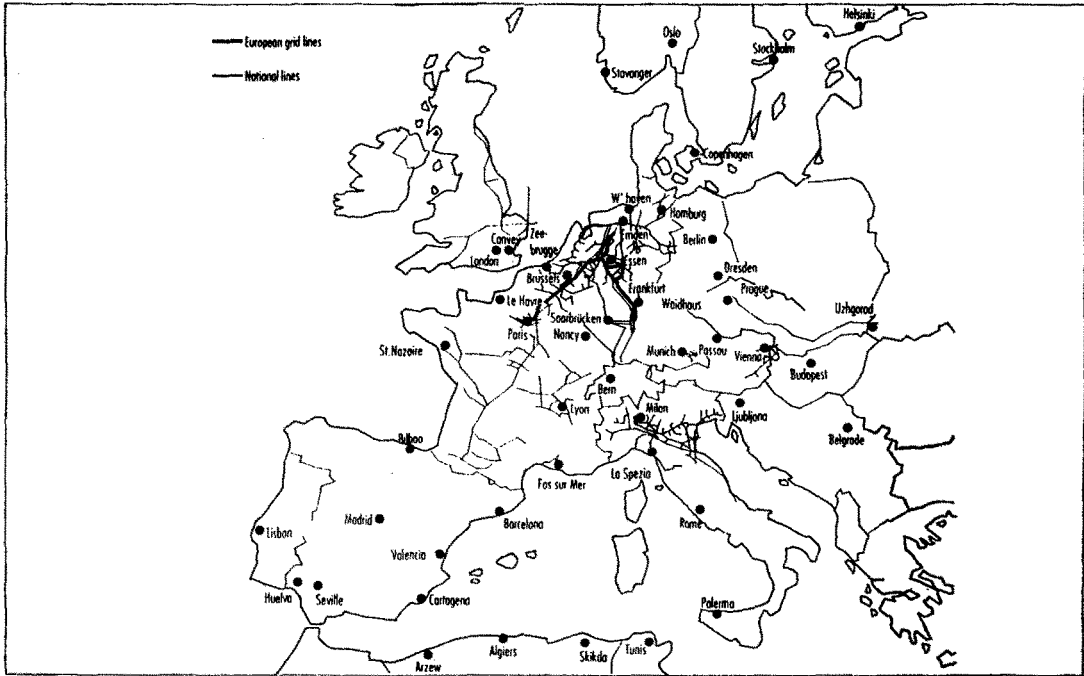 European grid lines
National lines
Helsinki
Oslo
Stockholm
Stavanger
Copenhagen
W'haven
Hamburg
Emden
Berlin
Convey
Zee-
brugge
London
Essen
Brussels
Dresden
Frankfurt
Prague
Le Havre
Waidhaus
Uzhgorod
Saarbrücken
Paris
Nancy
St. Nazaire
Munich
Passau
Vienna
Budapest
Bern
Lyon
Milan
Ljubljana
Belgrade
Bilbao
La Spezia
Fos sur Mer
Madrid
Barcelona
Rome
Lisbon
Valencia
Huelva
Seville
Cartagena
Palermo
Algiers
Skikda
Tunis
Arzew